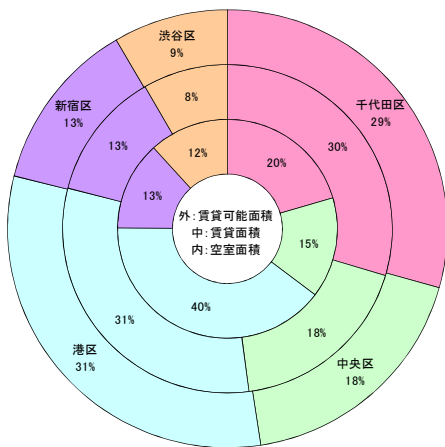 渋谷区
9%
千代田区
29%
中央区
18%
港区
31%
新宿区
13%
8%
30%
18%
31%
13%
12%
20%
15%
40%
13%
外:賃貸可能面積
中:賃貸面積
内:空室面積